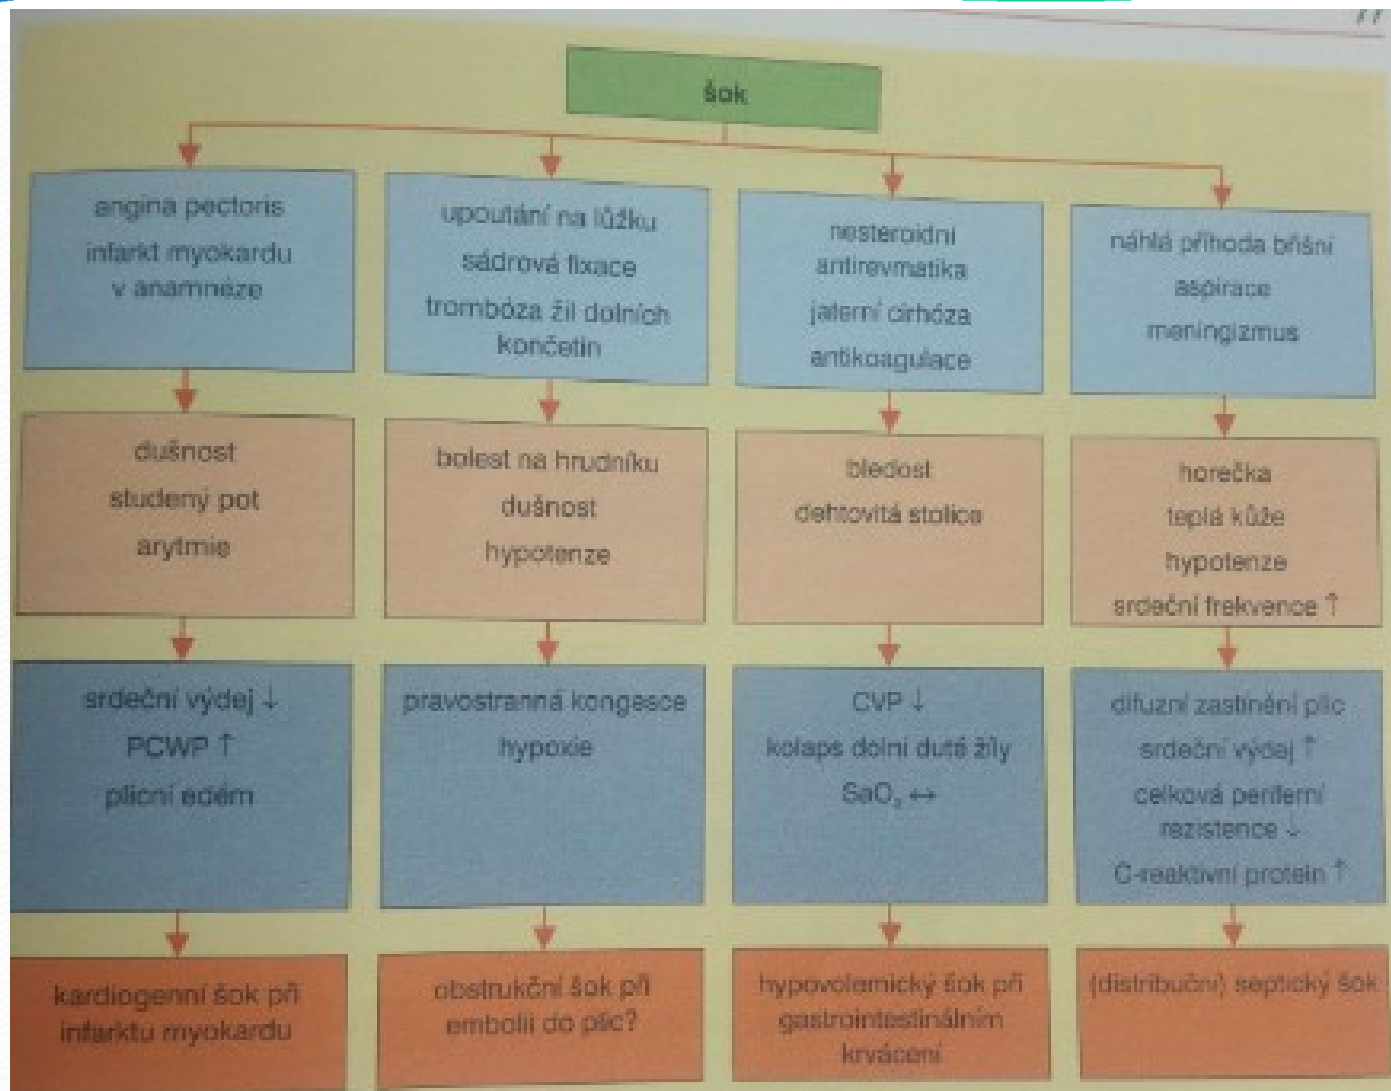 šok
angina pectoris
infarkt myokardu
v anamnéze
upoutání na lůžku
sádrová fixace
trombóza žil dolních
končetin
nesteroidní
antirevmatika
jaterní cirhóza
antikoagulace
náhlá příhoda břišní
aspirace
meningizmus
dušnost
studený pot
arytmie
bolest na hrudníku
dušnost
hypotenze
bledost
dehtovitá stolice
horečka
teplá kůže
hypotenze
srdeční frekvence ↑
srdeční výdej ↓
PCWP ↑
plicní edém
pravostranná kongesce
hypoxie
CVP ↓
kolaps dolní duté žíly
SaO₂ ↔
difuzní zastínění plic
srdeční výdej ↑
celková periferní
rezistence ↓
C-reaktivní protein ↑
kardiogenní šok při
infarktu myokardu
obstrukční šok při
embolii do plic?
hypovolemický šok při
gastrointestinálním
krvácení
(distribuční) septický šok